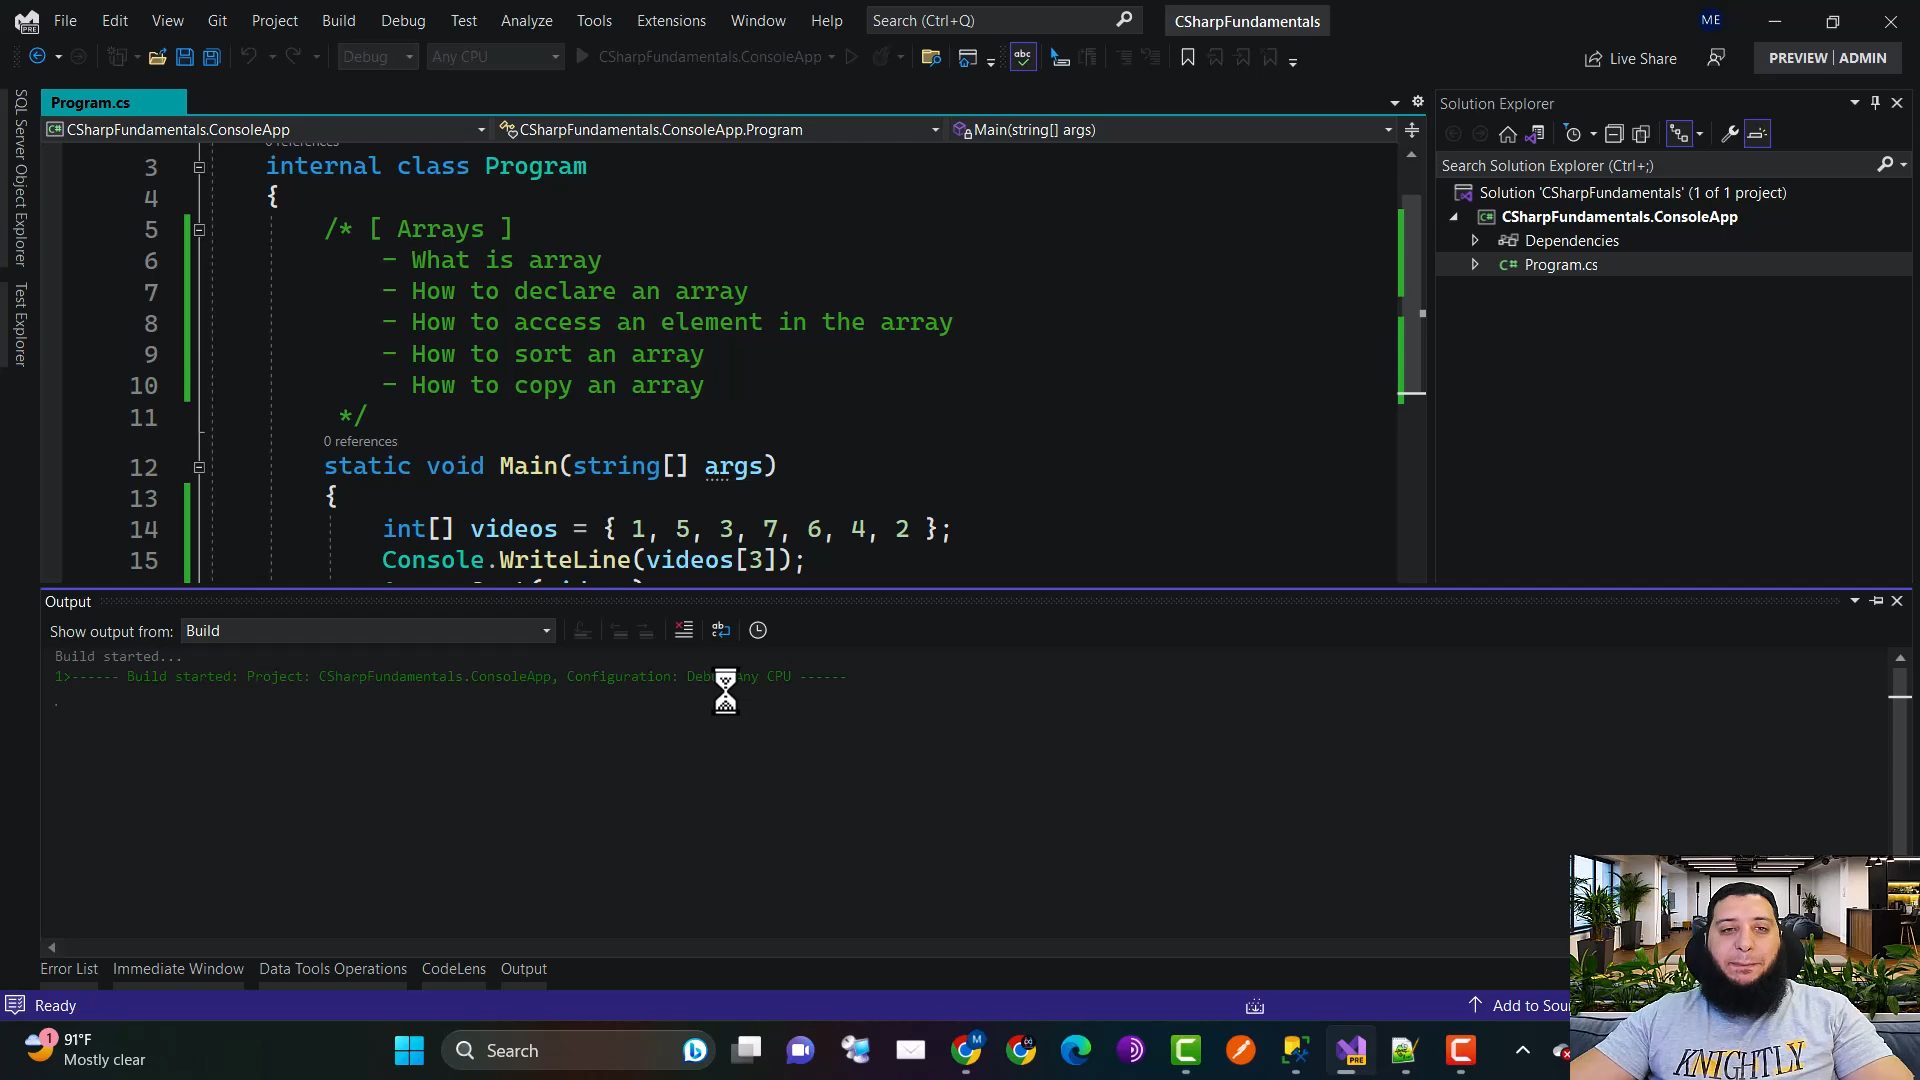 File Edit View Git Project Build Debug Test Analyze Tools Extensions Window Help Search (Ctrl+Q) CSharpFundamentals ME
Debug Any CPU CSharpFundamentals.ConsoleApp Live Share PREVIEW ADMIN
SQL Server Object Explorer
Test Explorer
Program.cs
CSharpFundamentals.ConsoleApp CSharpFundamentals.ConsoleApp.Program Main(string[] args)
0 references
3 internal class Program
4 {
5 /* [ Arrays ]
6 - What is array
7 - How to declare an array
8 - How to access an element in the array
9 - How to sort an array
10 - How to copy an array
11 */
0 references
12 static void Main(string[] args)
13 {
14 int[] videos = { 1, 5, 3, 7, 6, 4, 2 };
15 Console.WriteLine(videos[3]);
Solution Explorer
Search Solution Explorer (Ctrl+;)
Solution 'CSharpFundamentals' (1 of 1 project)
CSharpFundamentals.ConsoleApp
Dependencies
C# Program.cs
Output
Show output from: Build
Build started...
1>------ Build started: Project: CSharpFundamentals.ConsoleApp, Configuration: Any CPU ------
Error List Immediate Window Data Tools Operations CodeLens Output
Ready Add to
91°F
Mostly clear
Search
KNIGHTLY